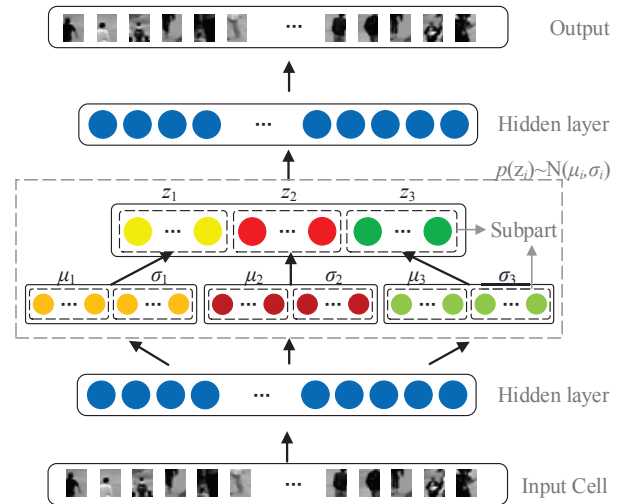 ... Output
... Hidden layer
p(z_i)~N(μ_i,σ_i)
z_1 z_2 z_3
... ... ... Subpart
μ_1 σ_1 μ_2 σ_2 μ_3 σ_3
... ... ... ... ... ...
... Hidden layer
... Input Cell